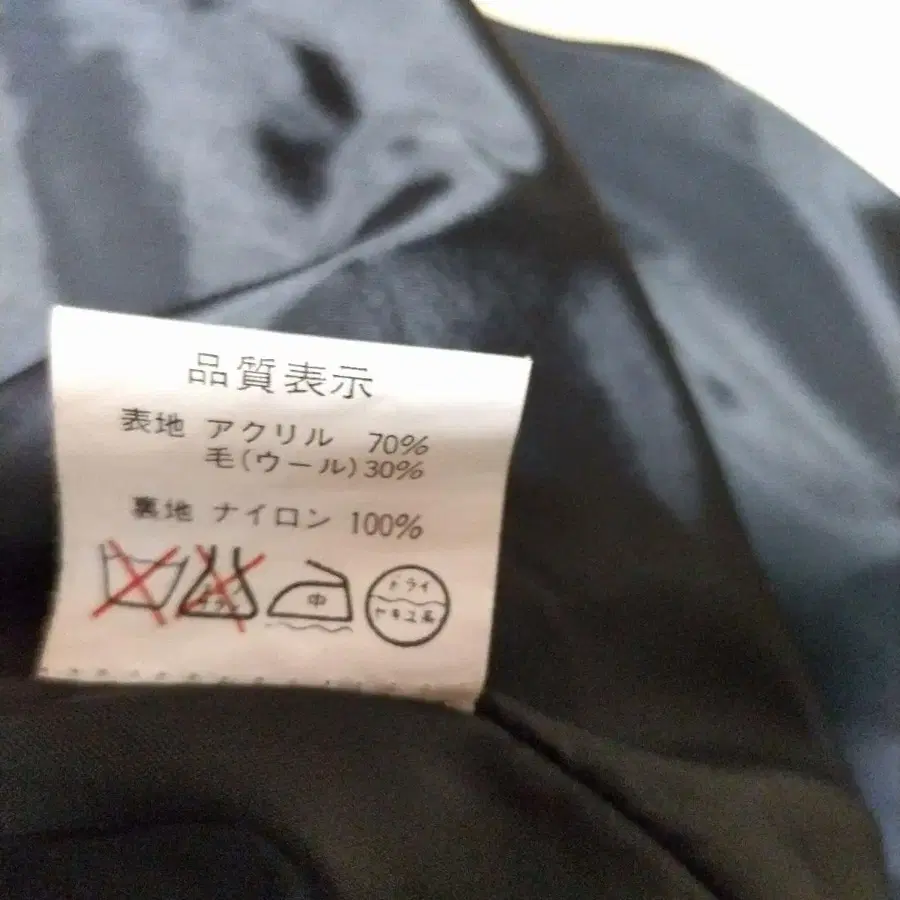 品質表示
表地 アクリル 70%
毛(ウール)30%
裏地 ナイロン 100%
中
ドライ
セキユ系